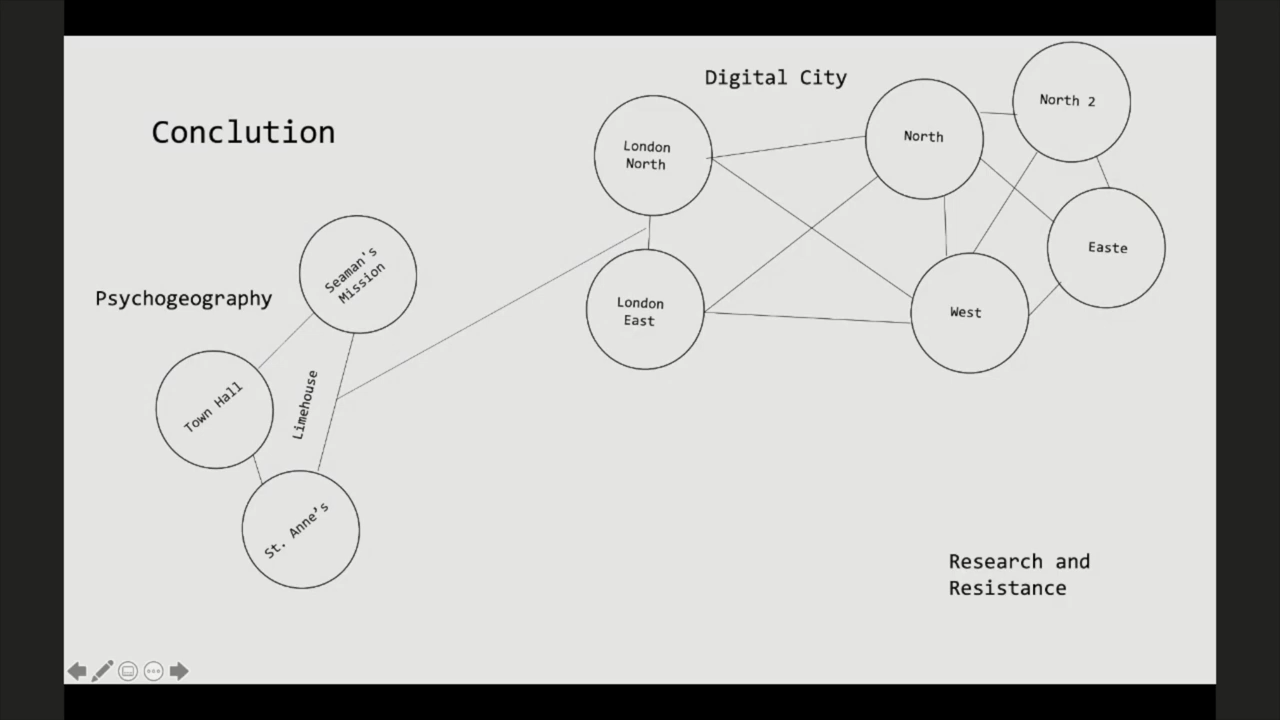 Conclution
Psychogeography
Seaman's
Mission
Town Hall
Limehouse
St. Anne's
Digital City
London
North
London
East
North
North 2
Easte
West
Research and
Resistance